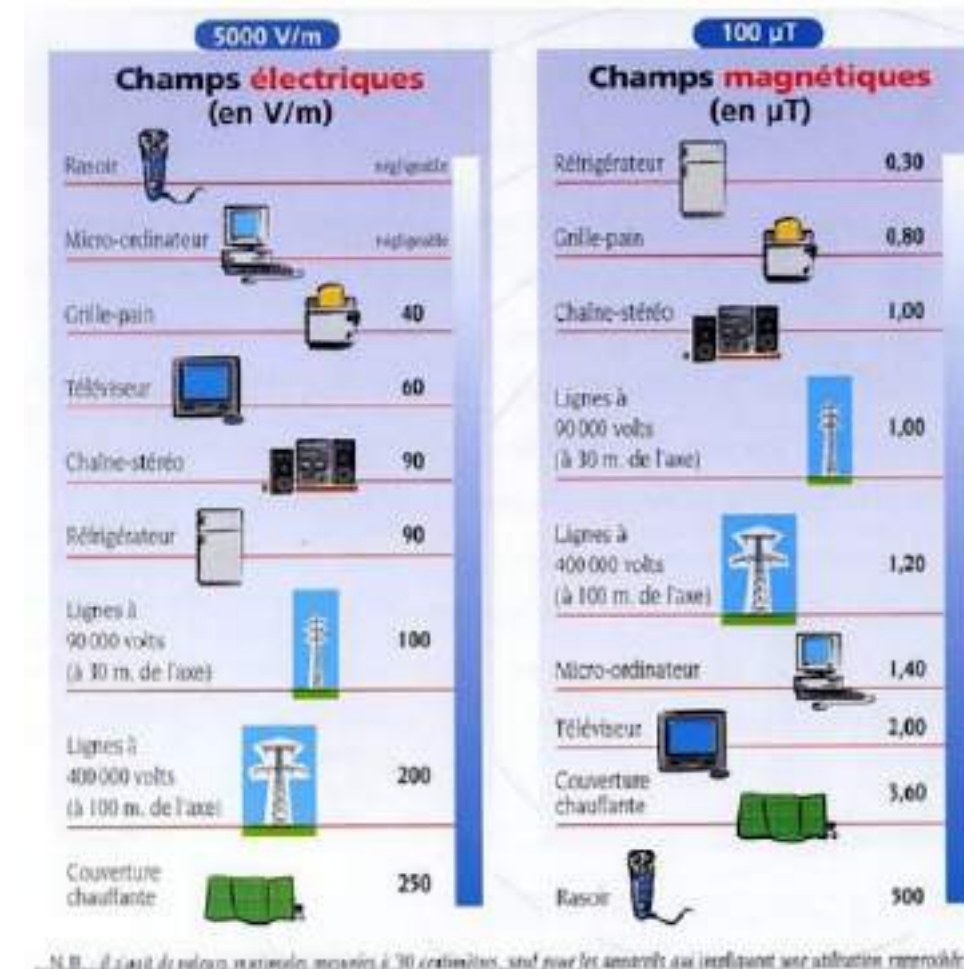 5000 V/m
Champs électriques
(en V/m)
Rasoir négligeable
Micro-ordinateur négligeable
Grille-pain 40
Téléviseur 60
Chaîne-stéréo 90
Réfrigérateur 90
Lignes à
90 000 volts 100
(à 30 m. de l'axe)
Lignes à
400 000 volts 200
(à 100 m. de l'axe)
Couverture
chauffante 250
100 µT
Champs magnétiques
(en µT)
Réfrigérateur 0,30
Grille-pain 0,80
Chaîne-stéréo 1,00
Lignes à
90 000 volts 1,00
(à 30 m. de l'axe)
Lignes à
400 000 volts 1,20
(à 100 m. de l'axe)
Micro-ordinateur 1,40
Téléviseur 2,00
Couverture
chauffante 3,60
Rasoir 500
N.B. : il s'agit de valeurs maximales mesurées à 30 centimètres, sauf pour les appareils qui impliquent une utilisation rapprochée